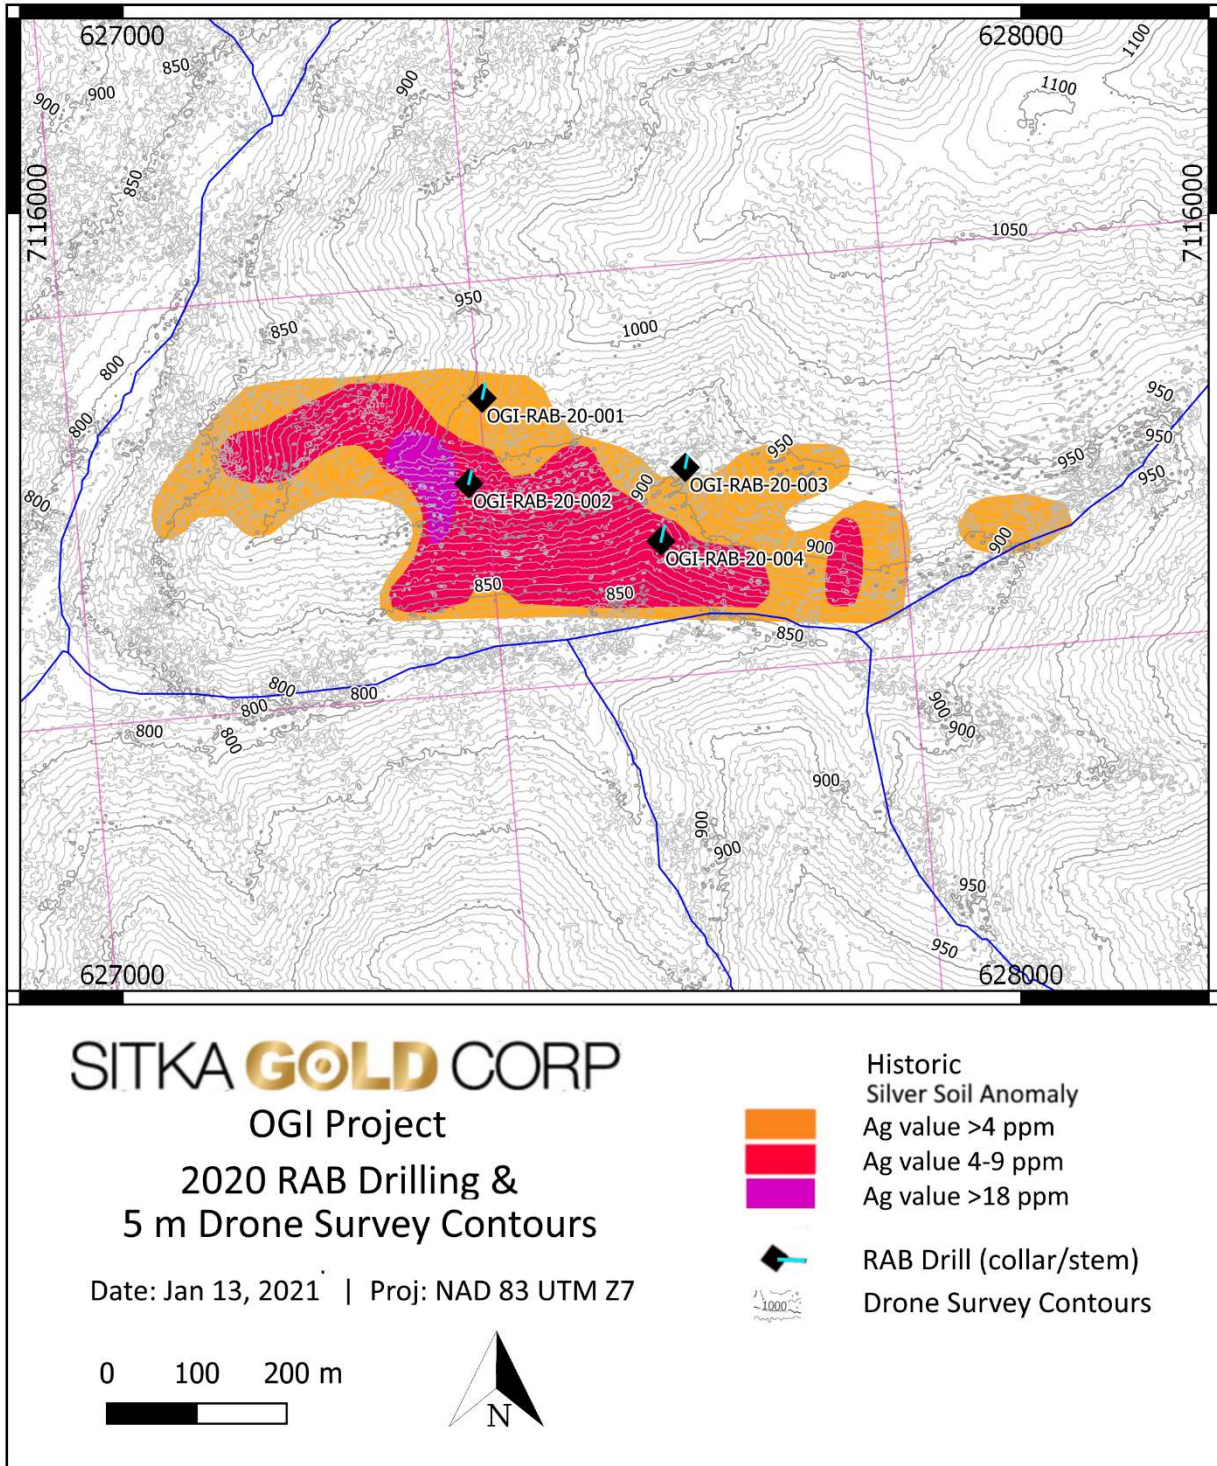 627000
628000
1100
850
900
900
900
1100
850
7116000
7116000
1050
950
850
1000
800
950
800
OGI-RAB-20-001
950
950
950
950
OGI-RAB-20-003
900
800
OGI-RAB-20-002
900
900
OGI-RAB-20-004
850
850
850
800
800
800
800
800
900
900
900
900
900
950
950
627000
628000
SITKA GOLD CORP
OGI Project
2020 RAB Drilling &
5 m Drone Survey Contours
Date: Jan 13, 2021 | Proj: NAD 83 UTM Z7
0 100 200 m
N
Historic
Silver Soil Anomaly
Ag value >4 ppm
Ag value 4-9 ppm
Ag value >18 ppm
RAB Drill (collar/stem)
1000
Drone Survey Contours